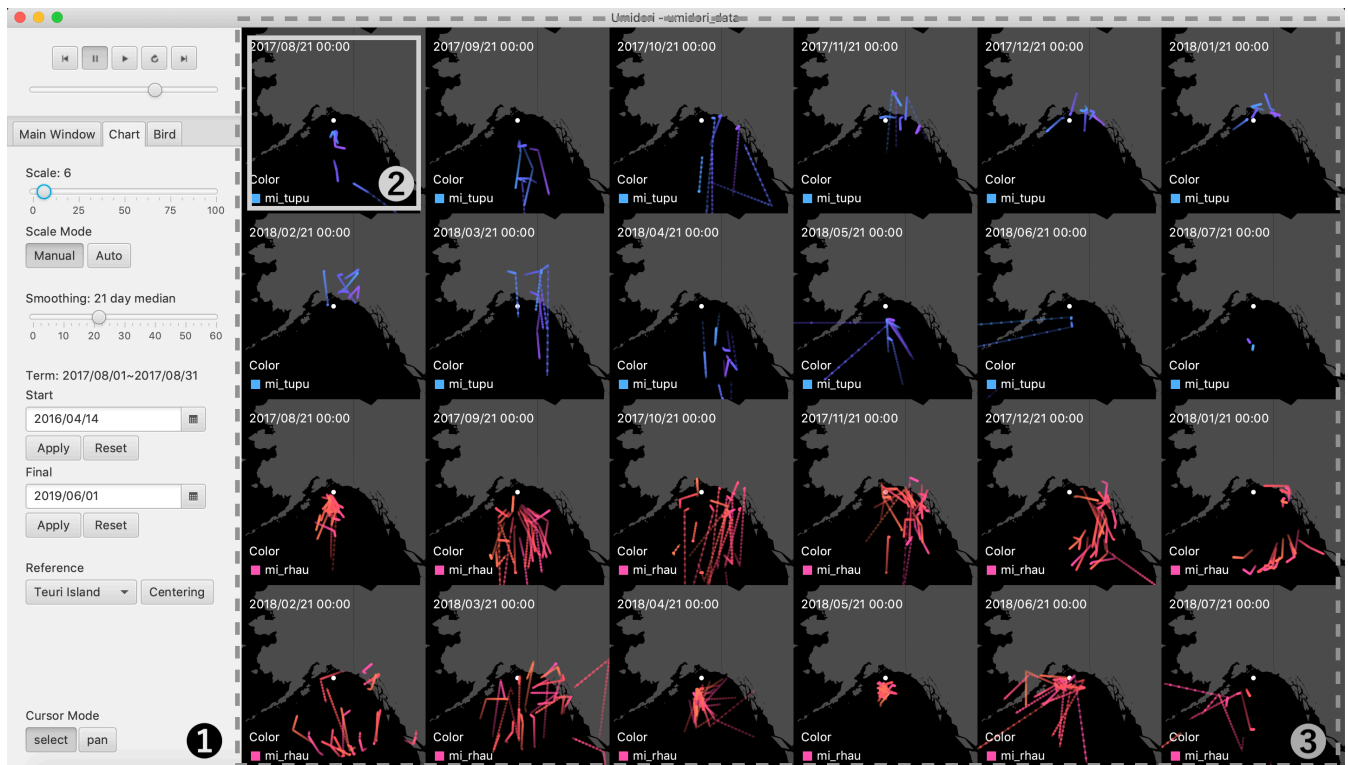 Umidori - umidori_data
Main Window Chart Bird
Scale: 6
0 25 50 75 100
Scale Mode
Manual Auto
Smoothing: 21 day median
0 10 20 30 40 50 60
Term: 2017/08/01~2017/08/31
Start
2016/04/14
Apply Reset
Final
2019/06/01
Apply Reset
Reference
Teuri Island Centering
Cursor Mode
select pan
1
2017/08/21 00:00 2017/09/21 00:00 2017/10/21 00:00 2017/11/21 00:00 2017/12/21 00:00 2018/01/21 00:00
2
Color Color Color Color Color Color
mi_tupu mi_tupu mi_tupu mi_tupu mi_tupu mi_tupu
2018/02/21 00:00 2018/03/21 00:00 2018/04/21 00:00 2018/05/21 00:00 2018/06/21 00:00 2018/07/21 00:00
Color Color Color Color Color Color
mi_tupu mi_tupu mi_tupu mi_tupu mi_tupu mi_tupu
2017/08/21 00:00 2017/09/21 00:00 2017/10/21 00:00 2017/11/21 00:00 2017/12/21 00:00 2018/01/21 00:00
Color Color Color Color Color Color
mi_rhau mi_rhau mi_rhau mi_rhau mi_rhau mi_rhau
2018/02/21 00:00 2018/03/21 00:00 2018/04/21 00:00 2018/05/21 00:00 2018/06/21 00:00 2018/07/21 00:00
Color Color Color Color Color Color
3
mi_rhau mi_rhau mi_rhau mi_rhau mi_rhau mi_rhau